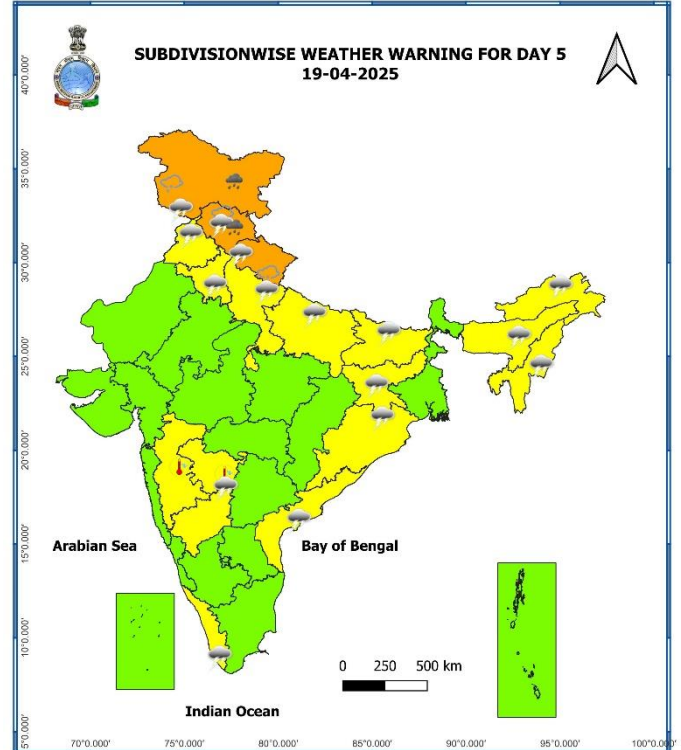 SUBDIVISIONWISE WEATHER WARNING FOR DAY 5
19-04-2025
40°0.000'
35°0.000'
30°0.000'
25°0.000'
20°0.000'
15°0.000'
10°0.000'
5°0.000'
Arabian Sea
Bay of Bengal
0 250 500 km
Indian Ocean
70°0.000' 75°0.000' 80°0.000' 85°0.000' 90°0.000' 95°0.000' 100°0.000'